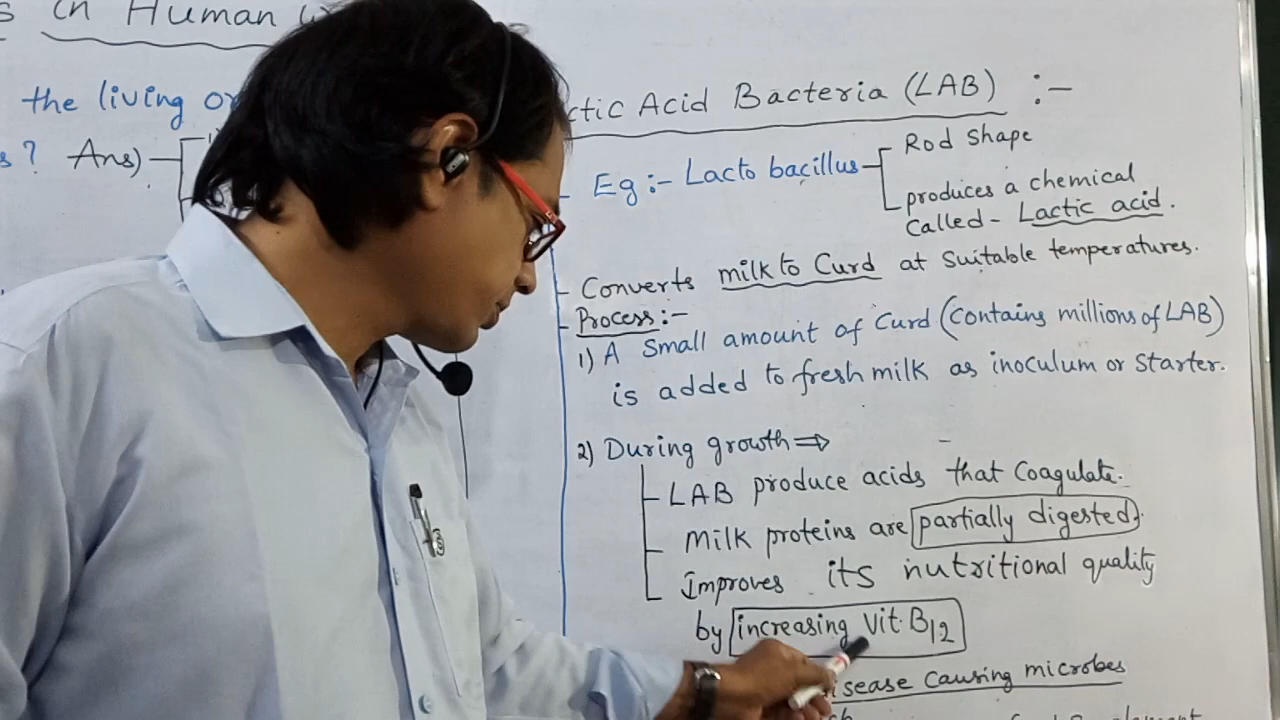 in Human
the living
? Ans)
Acid Bacteria (LAB) :-
Eg :- Lacto bacillus
Rod shape
produces a chemical
Called - Lactic acid.
Converts milk to Curd at suitable temperatures.
Process :-
1) A small amount of Curd (Contains millions of LAB)
is added to fresh milk as inoculum or starter.
2) During growth ⇒
LAB produce acids that Coagulate.
Milk proteins are partially digested.
Improves its nutritional quality
by increasing Vit. B12
Causing microbes